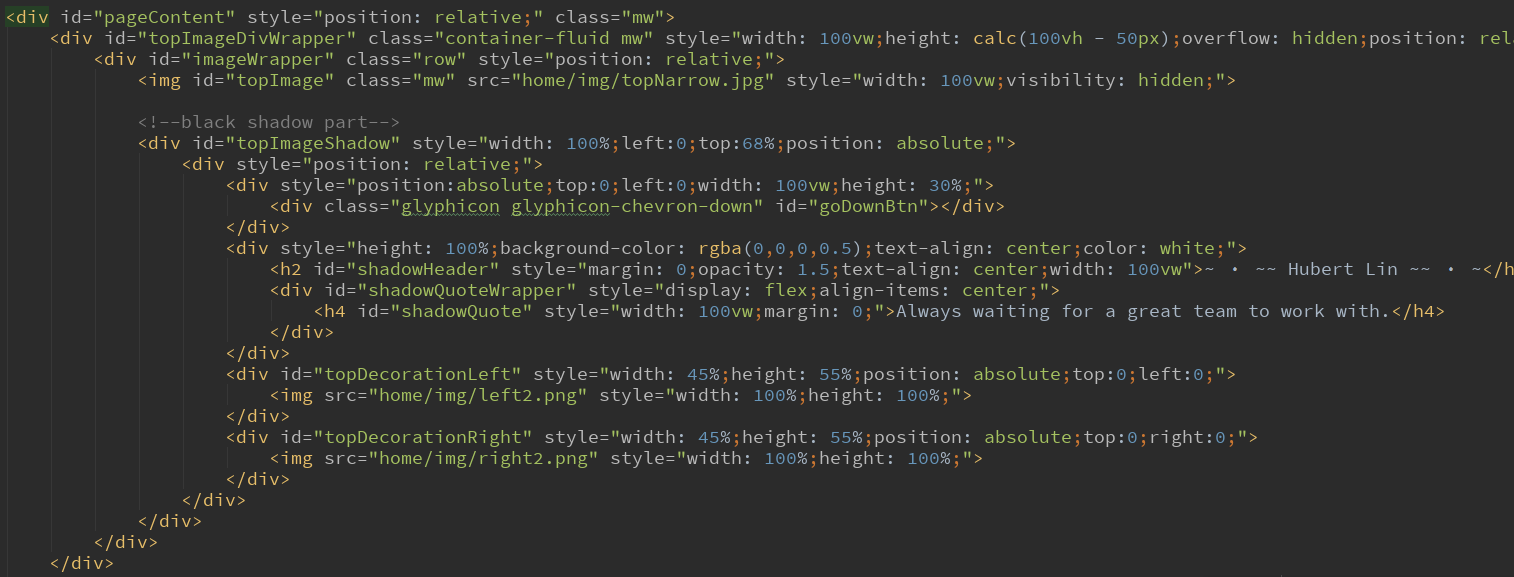 <div id="pageContent" style="position: relative;" class="mw">
<div id="topImageDivWrapper" class="container-fluid mw" style="width: 100vw;height: calc(100vh - 50px);overflow: hidden;position: rel
<div id="imageWrapper" class="row" style="position: relative;">
<img id="topImage" class="mw" src="home/img/topNarrow.jpg" style="width: 100vw;visibility: hidden;">
<!--black shadow part-->
<div id="topImageShadow" style="width: 100%;left:0;top:68%;position: absolute;">
<div style="position: relative;">
<div style="position:absolute;top:0;left:0;width: 100vw;height: 30%;">
<div class="glyphicon glyphicon-chevron-down" id="goDownBtn"></div>
</div>
<div style="height: 100%;background-color: rgba(0,0,0,0.5);text-align: center;color: white;">
<h2 id="shadowHeader" style="margin: 0;opacity: 1.5;text-align: center;width: 100vw">~ · ~~ Hubert Lin ~~ · ~</h
<div id="shadowQuoteWrapper" style="display: flex;align-items: center;">
<h4 id="shadowQuote" style="width: 100vw;margin: 0;">Always waiting for a great team to work with.</h4>
</div>
</div>
<div id="topDecorationLeft" style="width: 45%;height: 55%;position: absolute;top:0;left:0;">
<img src="home/img/left2.png" style="width: 100%;height: 100%;">
</div>
<div id="topDecorationRight" style="width: 45%;height: 55%;position: absolute;top:0;right:0;">
<img src="home/img/right2.png" style="width: 100%;height: 100%;">
</div>
</div>
</div>
</div>
</div>